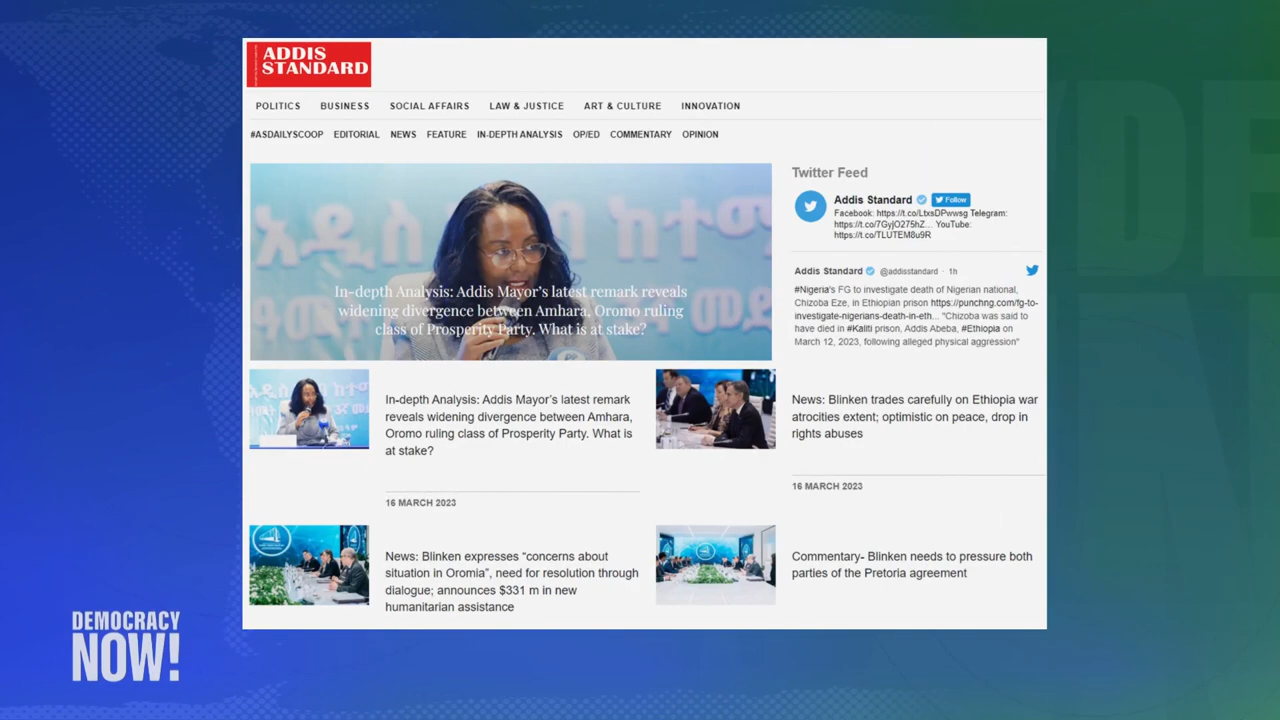 ADDIS
STANDARD
POLITICS BUSINESS SOCIAL AFFAIRS LAW & JUSTICE ART & CULTURE INNOVATION
#ASDAILYSCOOP EDITORIAL NEWS FEATURE IN-DEPTH ANALYSIS OP/ED COMMENTARY OPINION
አዲስ አበባ ከተማ
In-depth Analysis: Addis Mayor's latest remark reveals
widening divergence between Amhara, Oromo ruling
class of Prosperity Party. What is at stake?
Twitter Feed
Addis Standard Follow
Facebook: https://t.co/LtxsDPwwsg Telegram:
https://t.co/7GyjO275hZ... YouTube:
https://t.co/TLUTEM8u9R
Addis Standard @addisstandard · 1h
#Nigeria's FG to investigate death of Nigerian national,
Chizoba Eze, in Ethiopian prison https://punchng.com/fg-to-
investigate-nigerians-death-in-eth... "Chizoba was said to
have died in #Kaliti prison, Addis Abeba, #Ethiopia on
March 12, 2023, following alleged physical aggression"
In-depth Analysis: Addis Mayor's latest remark
reveals widening divergence between Amhara,
Oromo ruling class of Prosperity Party. What is
at stake?
16 MARCH 2023
News: Blinken trades carefully on Ethiopia war
atrocities extent; optimistic on peace, drop in
rights abuses
16 MARCH 2023
News: Blinken expresses “concerns about
situation in Oromia”, need for resolution through
dialogue; announces $331 m in new
humanitarian assistance
Commentary- Blinken needs to pressure both
parties of the Pretoria agreement
DEMOCRACY
NOW!